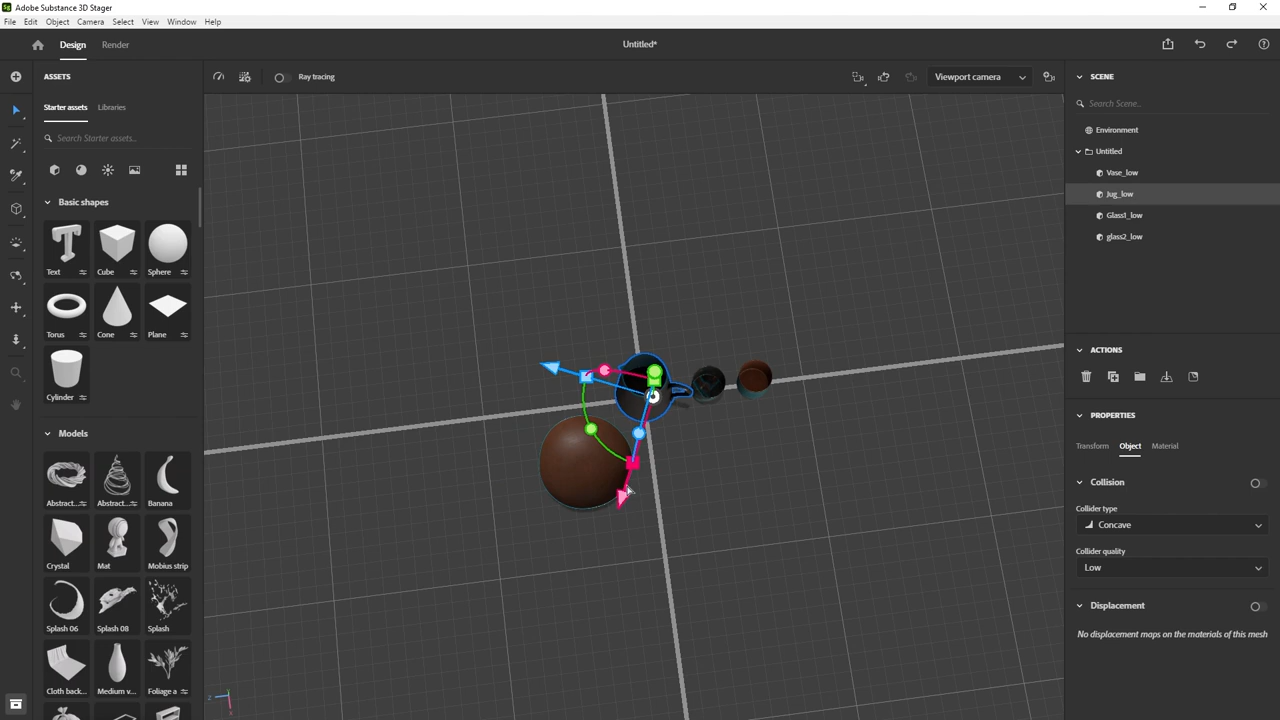 Adobe Substance 3D Stager
File Edit Object Camera Select View Window Help
Design Render
Untitled*
ASSETS
Starter assets Libraries
Search Starter assets...
Basic shapes
Text Cube Sphere
Torus Cone Plane
Cylinder
Models
Abstract... Abstract... Banana
Crystal Mat Mobius strip
Splash 06 Splash 08 Splash
Cloth back... Medium v... Foliage a
Ray tracing
Viewport camera
SCENE
Search Scene...
Environment
Untitled
Vase_low
Jug_low
Glass1_low
glass2_low
ACTIONS
PROPERTIES
Transform Object Material
Collision
Collider type
Concave
Collider quality
Low
Displacement
No displacement maps on the materials of this mesh